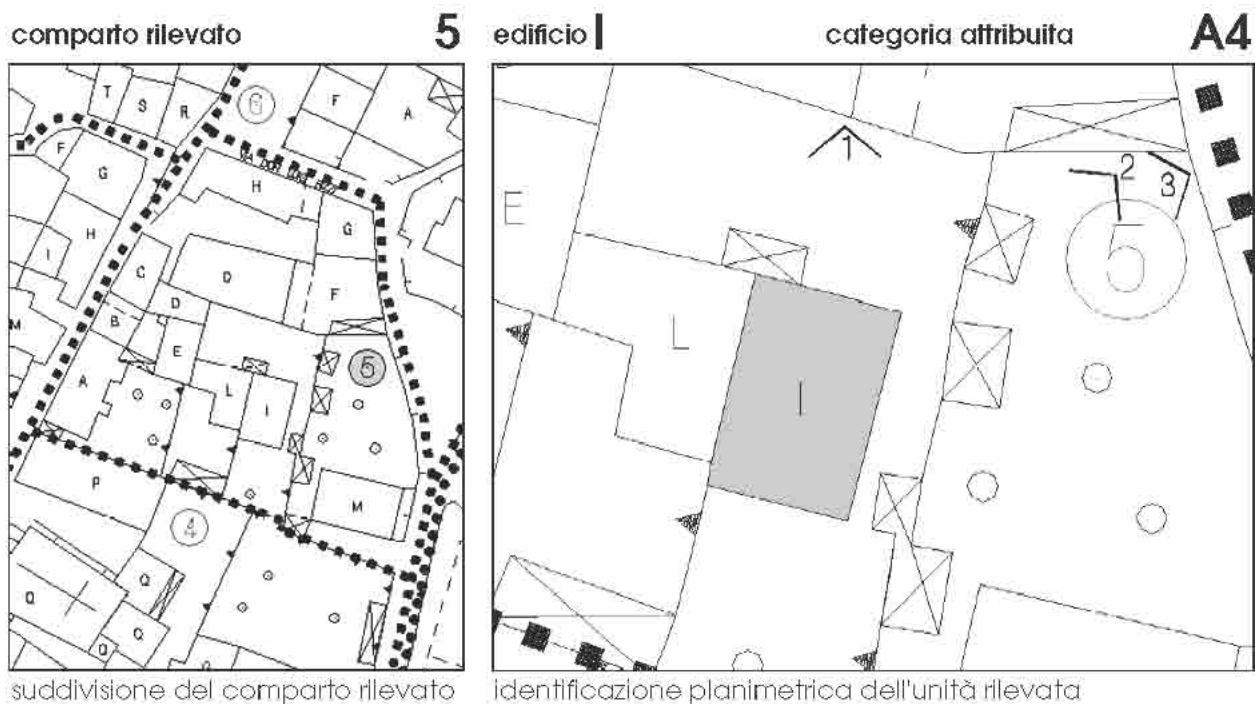 comparto rilevato 5
edificio I categoria attribuita A4
T
S
R
6
F
A
F
G
H
G
H
I
C
D
D
F
B
E
M
A
L
I
5
P
M
4
Q
Q
Q
Q
Q
1
2
3
E
5
L
I
suddivisione del comparto rilevato
identificazione planimetrica dell'unità rilevata